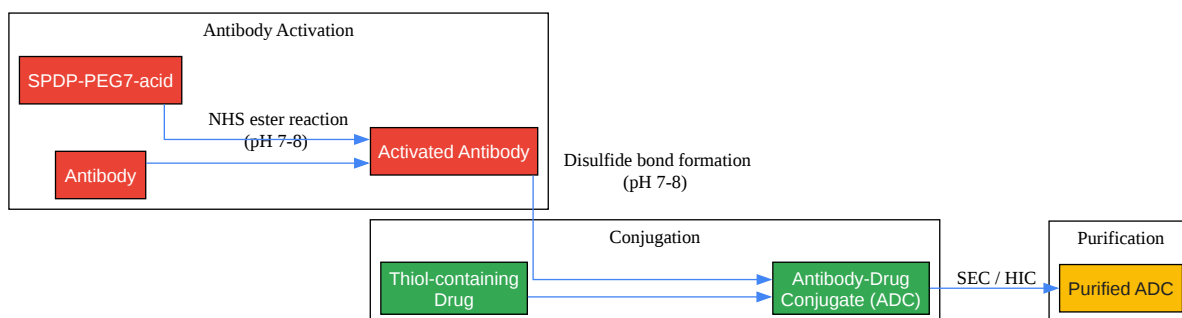 Antibody Activation
SPDP-PEG7-acid
NHS ester reaction
(pH 7-8)
Antibody
Activated Antibody
Disulfide bond formation
(pH 7-8)
Conjugation
Thiol-containing
Drug
Antibody-Drug
Conjugate (ADC)
SEC / HIC
Purification
Purified ADC